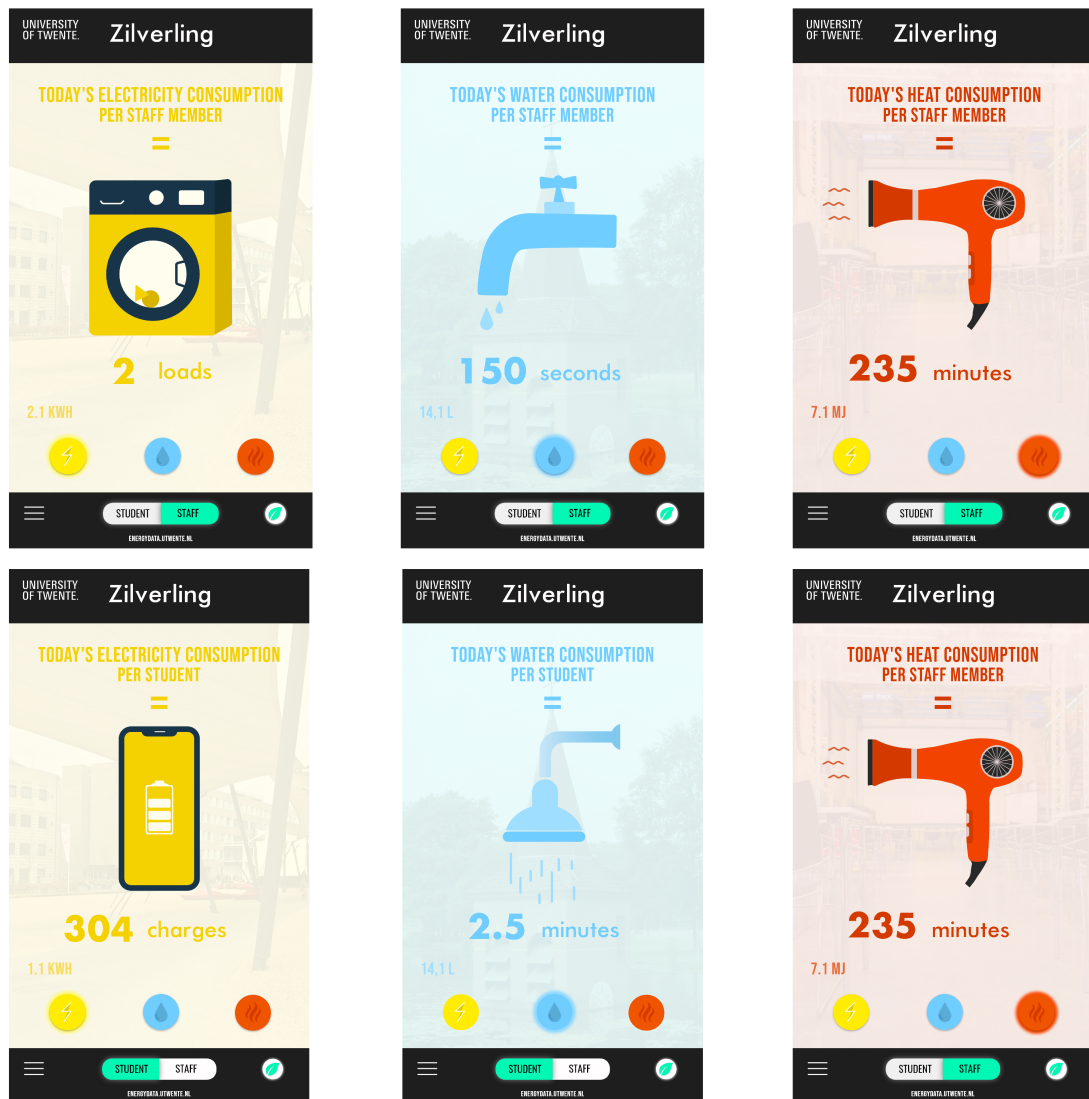 UNIVERSITY
OF TWENTE.
Zilverling
TODAY'S ELECTRICITY CONSUMPTION
PER STAFF MEMBER
=
2 loads
2.1 KWH
STUDENT STAFF
ENERGYDATA.UTWENTE.NL
UNIVERSITY
OF TWENTE.
Zilverling
TODAY'S WATER CONSUMPTION
PER STAFF MEMBER
=
150 seconds
14,1 L
STUDENT STAFF
ENERGYDATA.UTWENTE.NL
UNIVERSITY
OF TWENTE.
Zilverling
TODAY'S HEAT CONSUMPTION
PER STAFF MEMBER
=
235 minutes
7.1 MJ
STUDENT STAFF
ENERGYDATA.UTWENTE.NL
UNIVERSITY
OF TWENTE.
Zilverling
TODAY'S ELECTRICITY CONSUMPTION
PER STUDENT
=
304 charges
1.1 KWH
STUDENT STAFF
ENERGYDATA.UTWENTE.NL
UNIVERSITY
OF TWENTE.
Zilverling
TODAY'S WATER CONSUMPTION
PER STUDENT
=
2.5 minutes
14,1 L
STUDENT STAFF
ENERGYDATA.UTWENTE.NL
UNIVERSITY
OF TWENTE.
Zilverling
TODAY'S HEAT CONSUMPTION
PER STAFF MEMBER
=
235 minutes
7.1 MJ
STUDENT STAFF
ENERGYDATA.UTWENTE.NL